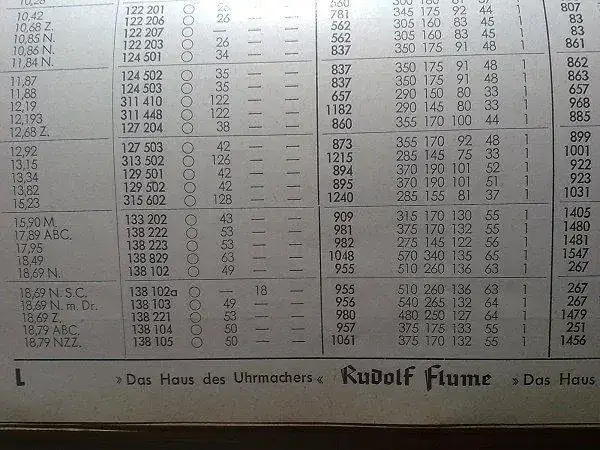 10,42 122 201 ○ 26 — — 560
10,68 Z. 122 206 ○ 26 — — 781 345 175 92 44 1 807
10,85 N. 122 207 ○ — — — 562 305 160 83 45 1 83
10,86 N. 122 203 ○ 26 — — 562 305 160 83 45 1 83
11,84 N. 124 501 ○ 34 — — 837 350 175 91 48 1 861
11,87 124 502 ○ 35 — — 837 350 175 91 48 1 862
11,88 124 503 ○ 35 — — 837 350 175 91 48 1 863
12,19 311 410 ○ 122 — — 657 290 150 80 33 1 657
12,193 311 448 ○ 122 — — 1182 290 145 80 33 1 968
12,68 Z. 127 204 ○ 38 — — 860 355 170 100 44 1 885
12,92 127 503 ○ 42 — — 873 355 170 92 48 1 899
13,15 313 502 ○ 126 — — 1215 285 145 75 33 1 1001
13,34 129 501 ○ 42 — — 894 370 190 101 52 1 922
13,82 129 502 ○ 42 — — 895 370 190 101 51 1 923
15,23 315 602 ○ 128 — — 1240 285 155 81 37 1 1031
15,90 M. 133 202 ○ 43 — — 909 315 170 130 55 1 1405
17,89 ABC. 138 222 ○ 53 — — 981 375 170 132 55 1 1480
17,95 138 223 ○ 53 — — 982 275 145 122 56 1 1481
18,49 138 829 ○ 63 — — 1048 570 340 135 65 1 1547
18,69 N. 138 102 ○ 49 — — 955 510 260 136 63 1 267
18,69 N. S.C. 138 102a ○ — 18 — 955 510 260 136 63 1 267
18,69 N. m. Dr. 138 103 ○ 49 — — 956 540 265 132 64 1 267
18,69 Z. 138 221 ○ 53 — — 980 480 250 127 64 1 1479
18,79 ABC. 138 104 ○ 50 — — 957 375 175 133 55 1 251
18,79 NZZ. 138 105 ○ 50 — — 1061 375 170 132 55 1 1456
L » Das Haus des Uhrmachers « Rudolf Flume » Das Haus